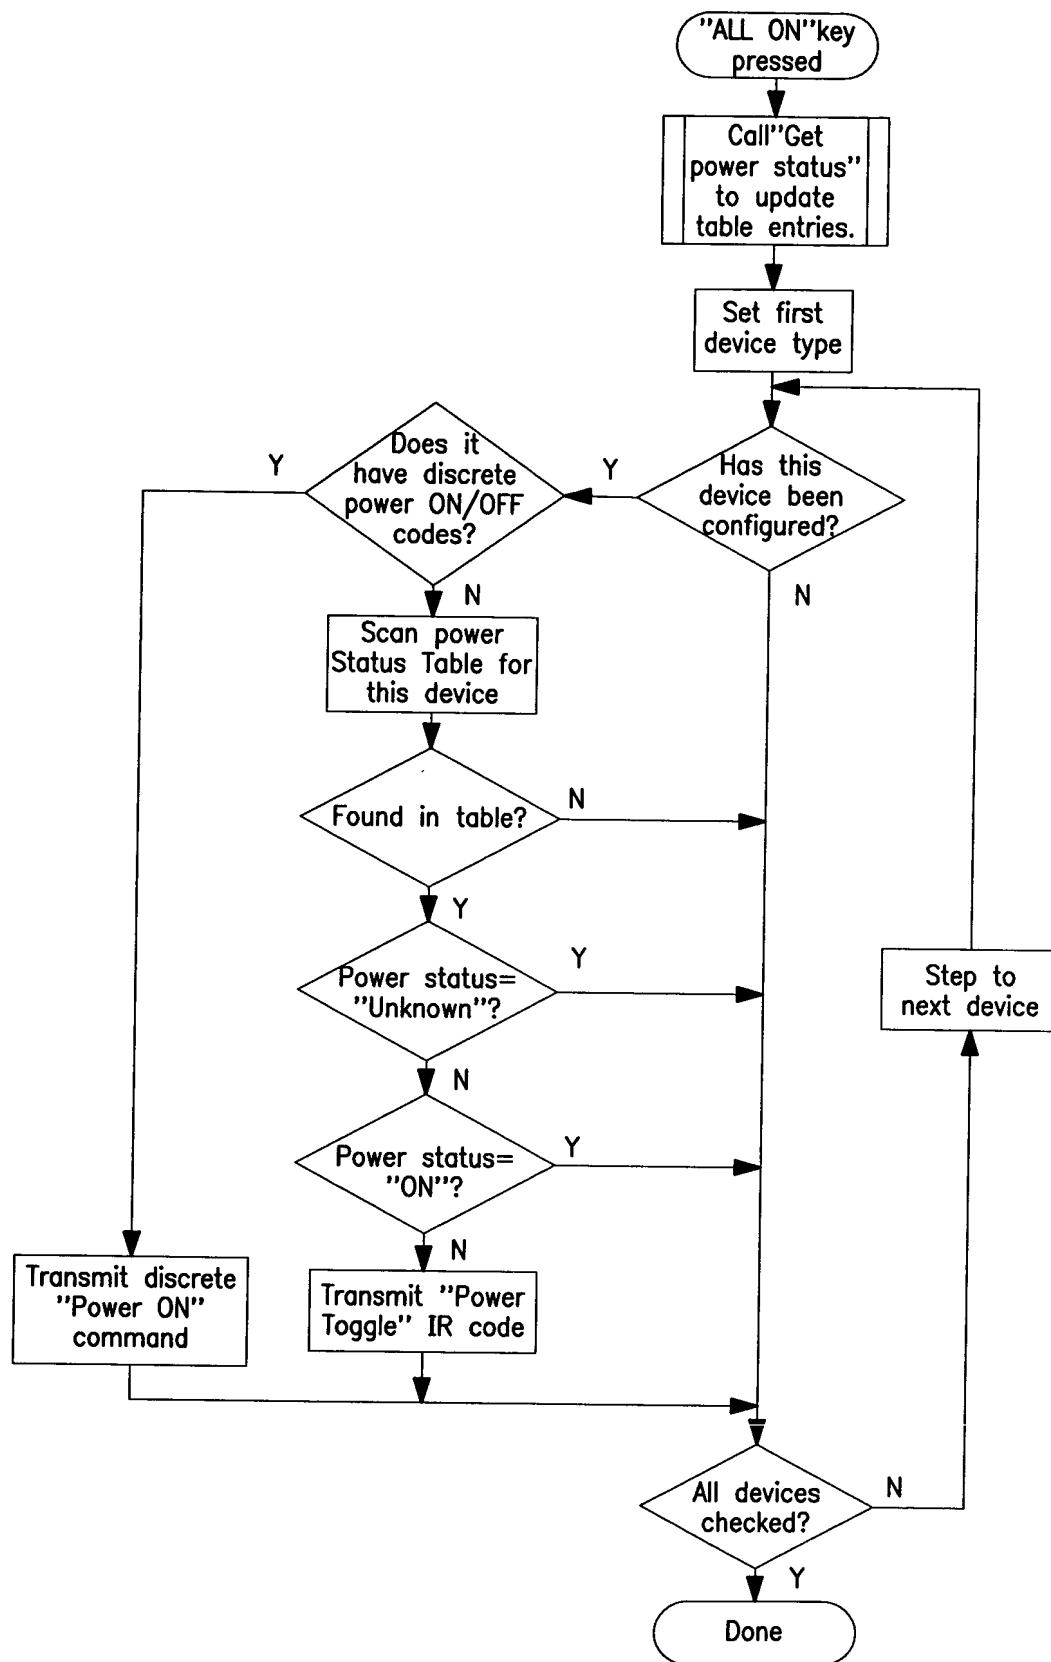 "ALL ON"key
pressed
Call"Get
power status"
to update
table entries.
Set first
device type
Has this
device been
configured?
Y
N
Does it
have discrete
power ON/OFF
codes?
Y
N
Scan power
Status Table for
this device
Found in table?
N
Y
Power status=
"Unknown"?
Y
N
Power status=
"ON"?
Y
N
Transmit discrete
"Power ON"
command
Transmit "Power
Toggle" IR code
Step to
next device
All devices
checked?
N
Y
Done